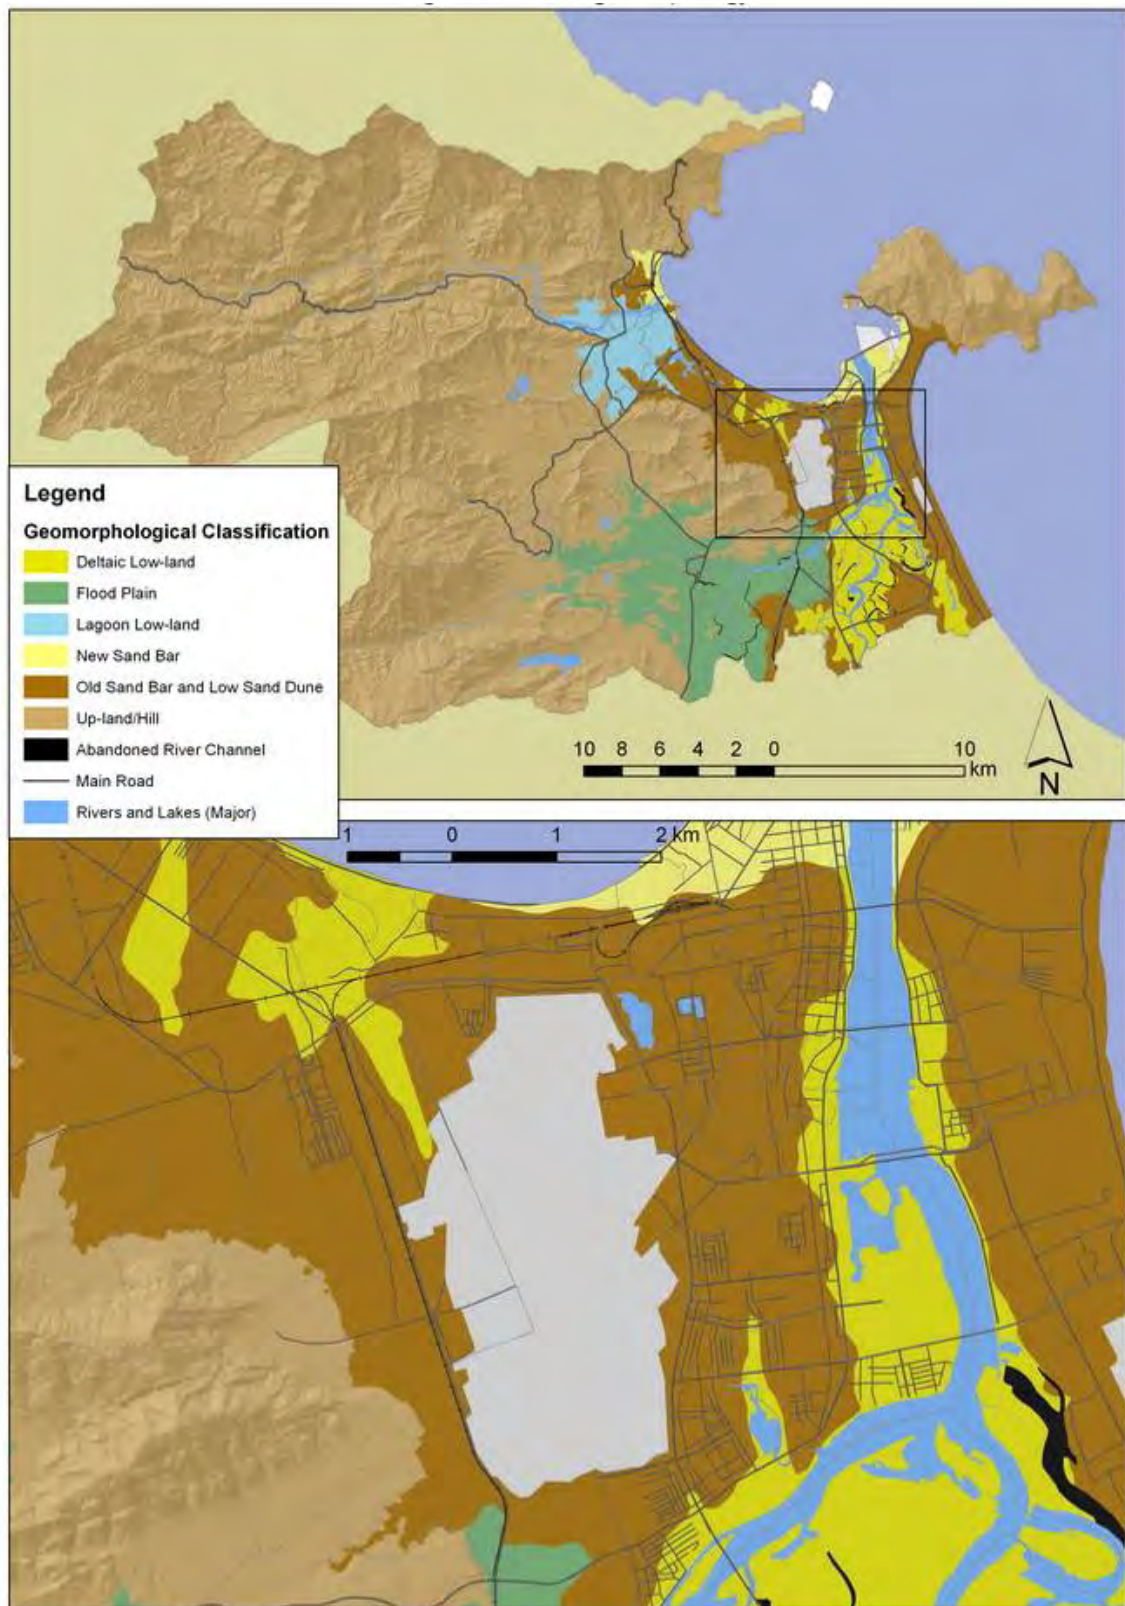 Legend
Geomorphological Classification
Deltaic Low-land
Flood Plain
Lagoon Low-land
New Sand Bar
Old Sand Bar and Low Sand Dune
Up-land/Hill
Abandoned River Channel
Main Road
Rivers and Lakes (Major)
10 8 6 4 2 0 10
km
N
1 0 1 2 km